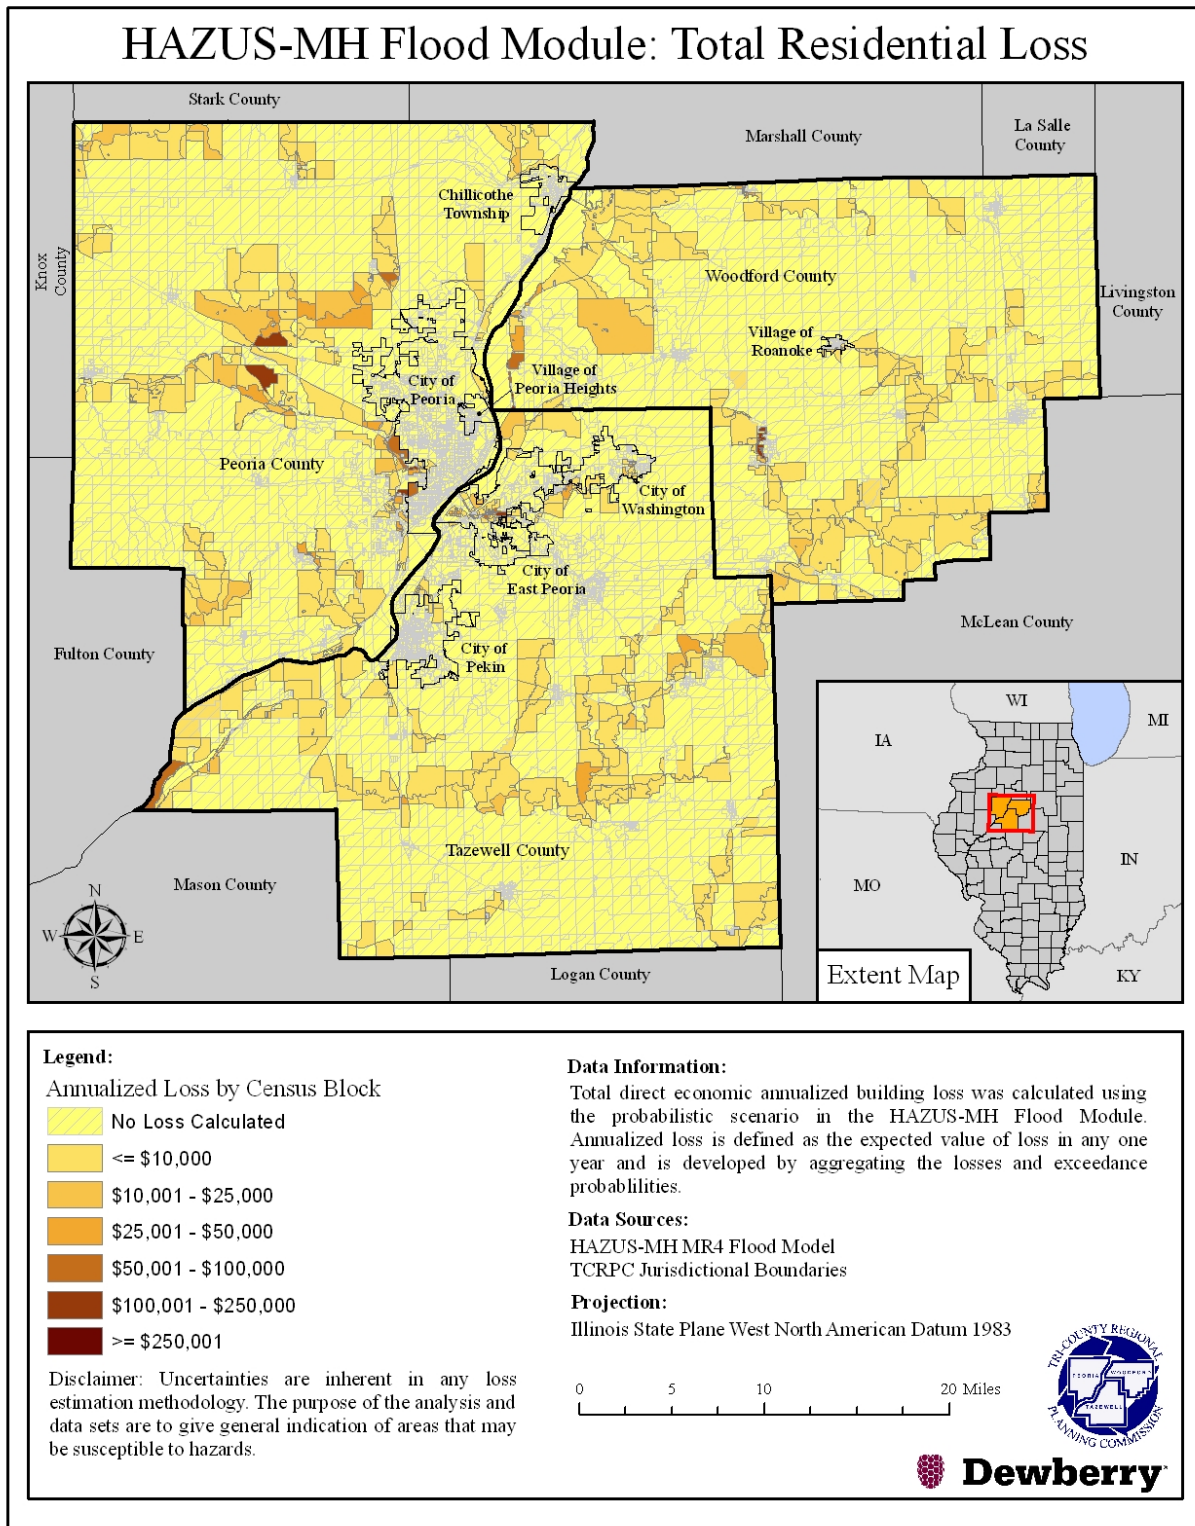 HAZUS-MH Flood Module: Total Residential Loss
Stark County
Marshall County
La Salle
County
Chillicothe
Township
Knox
County
Woodford County
Livingston
County
Village of
Roanoke
Village of
Peoria Heights
City of
Peoria
Peoria County
City of
Washington
City of
East Peoria
McLean County
Fulton County
City of
Pekin
Tazewell County
Mason County
Logan County
N
W
E
S
WI
MI
IA
IN
MO
KY
Extent Map
Legend:
Annualized Loss by Census Block
No Loss Calculated
<= $10,000
$10,001 - $25,000
$25,001 - $50,000
$50,001 - $100,000
$100,001 - $250,000
>= $250,001
Disclaimer: Uncertainties are inherent in any loss
estimation methodology. The purpose of the analysis and
data sets are to give general indication of areas that may
be susceptible to hazards.
Data Information:
Total direct economic annualized building loss was calculated using
the probabilistic scenario in the HAZUS-MH Flood Module.
Annualized loss is defined as the expected value of loss in any one
year and is developed by aggregating the losses and exceedance
probablilities.
Data Sources:
HAZUS-MH MR4 Flood Model
TCRPC Jurisdictional Boundaries
Projection:
Illinois State Plane West North American Datum 1983
0 5 10 20 Miles
TRI-COUNTY REGIONAL
PEORIA WOODFORD
TAZEWELL
PLANNING COMMISSION
Dewberry